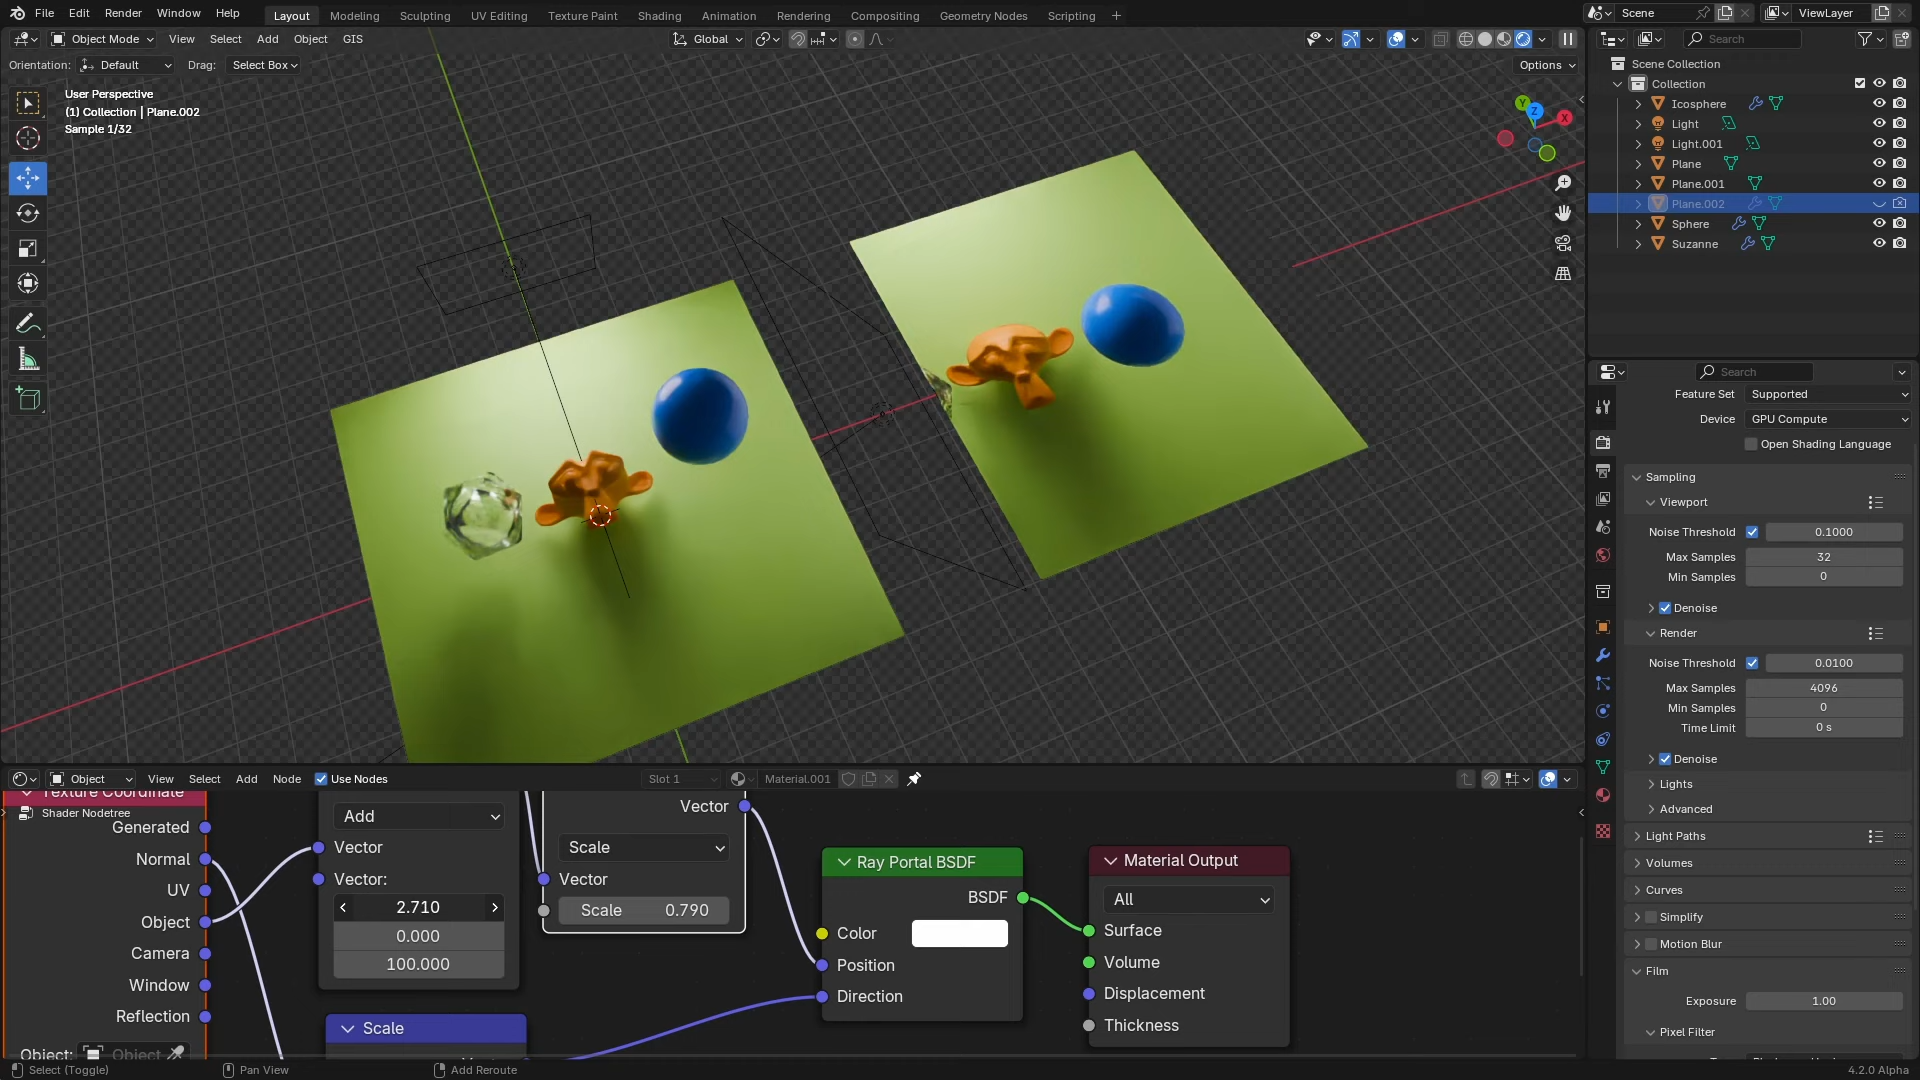 File Edit Render Window Help Layout Modeling Sculpting UV Editing Texture Paint Shading Animation Rendering Compositing Geometry Nodes Scripting + Scene ViewLayer
Object Mode View Select Add Object GIS Global Search
Orientation: Default Drag: Select Box Options
User Perspective
(1) Collection | Plane.002
Sample 1/32
Y Z X
Scene Collection
Collection
Icosphere
Light
Light.001
Plane
Plane.001
Plane.002
Sphere
Suzanne
Search
Feature Set Supported
Device GPU Compute
Open Shading Language
Sampling
Viewport
Noise Threshold 0.1000
Max Samples 32
Min Samples 0
Denoise
Render
Noise Threshold 0.0100
Max Samples 4096
Min Samples 0
Time Limit 0 s
Denoise
Lights
Advanced
Light Paths
Volumes
Curves
Simplify
Motion Blur
Film
Exposure 1.00
Pixel Filter
Object View Select Add Node Use Nodes Slot 1 Material.001
Texture Coordinate
Shader Nodetree
Generated
Normal
UV
Object
Camera
Window
Reflection
Object: Object
Add
Vector
Vector:
2.710
0.000
100.000
Scale
Vector
Scale
Vector
Scale 0.790
Ray Portal BSDF
BSDF
Color
Position
Direction
Material Output
All
Surface
Volume
Displacement
Thickness
Select (Toggle) Pan View Add Reroute 4.2.0 Alpha